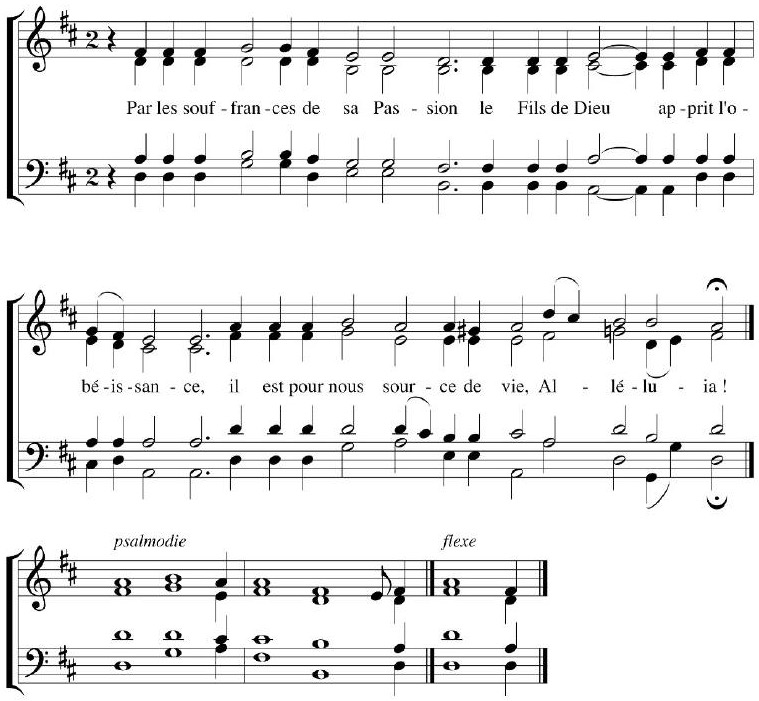 Par les souf - fran - ces de sa Pas - sion le Fils de Dieu ap - prit l'o -
bé - is - san - ce, il est pour nous sour - ce de vie, Al - lé - lu - ia !
psalmodie flexe